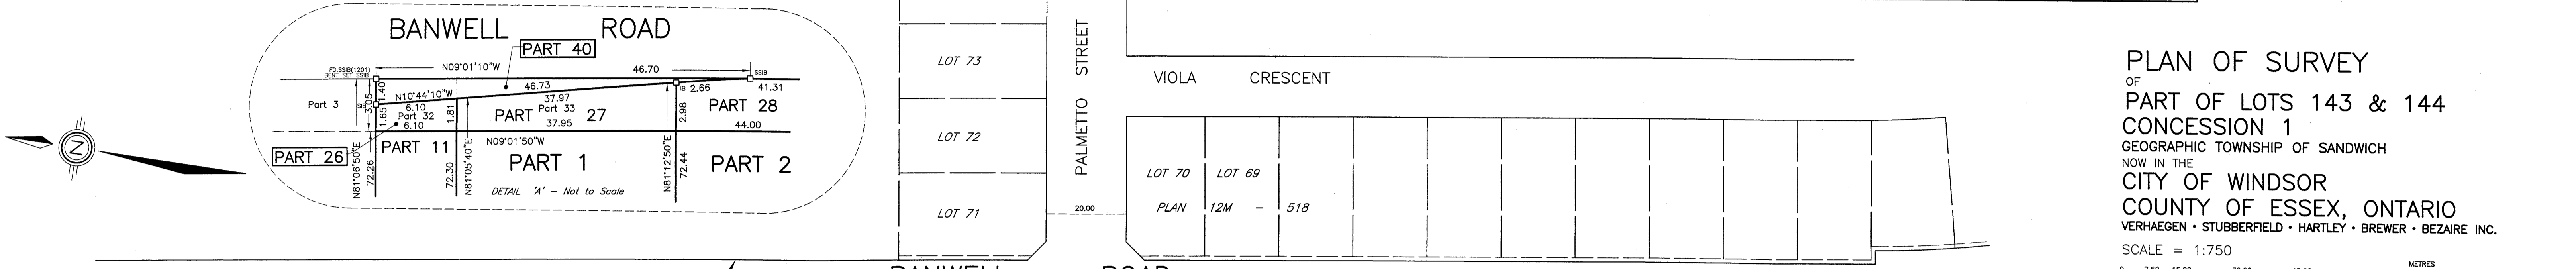 BANWELL ROAD
PART 40
FD.SSIB(1201)
BENT SET SSIB
N09°01'10"W
46.70
SSIB
Part 3
1.40
3.05
SIB
1.65
N10°44'10"W
46.73
IB 2.66
41.31
6.10
Part 32
6.10
1.81
37.97
Part 33
PART 27
37.95
2.98
PART 28
44.00
PART 26
PART 11
N09°01'50"W
PART 1
PART 2
N81°06'50"E
72.26
72.30
N81°05'40"E
N81°12'50"E
72.44
DETAIL 'A' - Not to Scale
N
LOT 73
LOT 72
LOT 71
PALMETTO STREET
20.00
VIOLA CRESCENT
LOT 70
LOT 69
PLAN 12M - 518
BANWELL ROAD
PLAN OF SURVEY
OF
PART OF LOTS 143 & 144
CONCESSION 1
GEOGRAPHIC TOWNSHIP OF SANDWICH
NOW IN THE
CITY OF WINDSOR
COUNTY OF ESSEX, ONTARIO
VERHAEGEN • STUBBERFIELD • HARTLEY • BREWER • BEZAIRE INC.
SCALE = 1:750
METRES